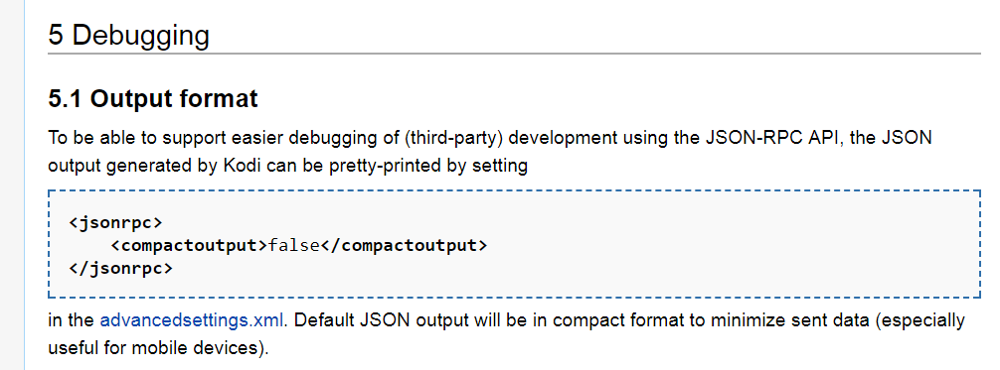 5 Debugging
5.1 Output format
To be able to support easier debugging of (third-party) development using the JSON-RPC API, the JSON
output generated by Kodi can be pretty-printed by setting
<jsonrpc>
    <compactoutput>false</compactoutput>
</jsonrpc>
in the advancedsettings.xml. Default JSON output will be in compact format to minimize sent data (especially
useful for mobile devices).